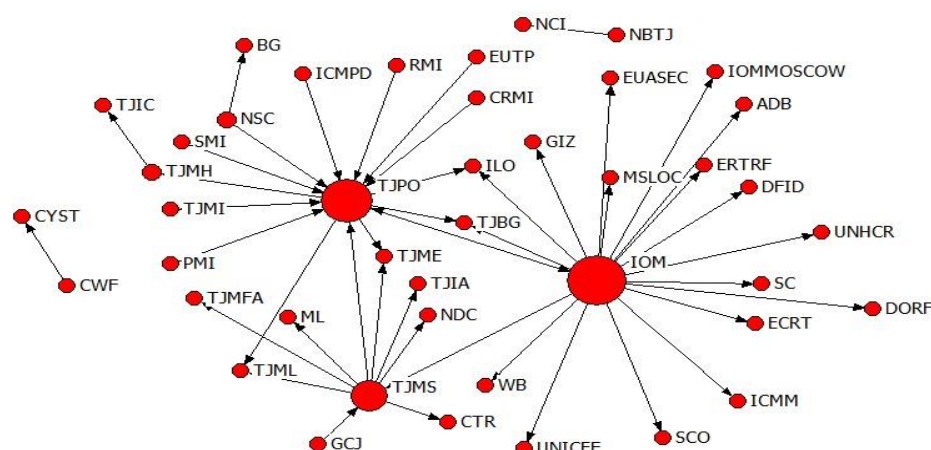 NCI
NBTJ
BG
ICMPD
RMI
EUTP
EUASEC
IOMMOSCOW
CRMI
ADB
TJIC
NSC
SMI
GIZ
ILO
MSLOC
ERTRF
TJMH
TJPO
DFID
TJMI
TJBG
CYST
UNHCR
TJME
IOM
PMI
CWF
TJMFA
TJIA
SC
ML
NDC
DORF
ECRT
TJML
TJMS
WB
ICMM
CTR
GCJ
SCO